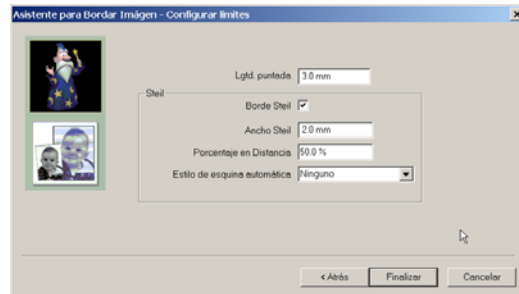 Asistente para Bordar Imágen - Configurar límites
Lgtd. puntada 3.0 mm
Steil
Borde Steil
Ancho Steil 2.0 mm
Porcentaje en Distancia 50.0 %
Estilo de esquina automática Ninguno
< Atrás Finalizar Cancelar